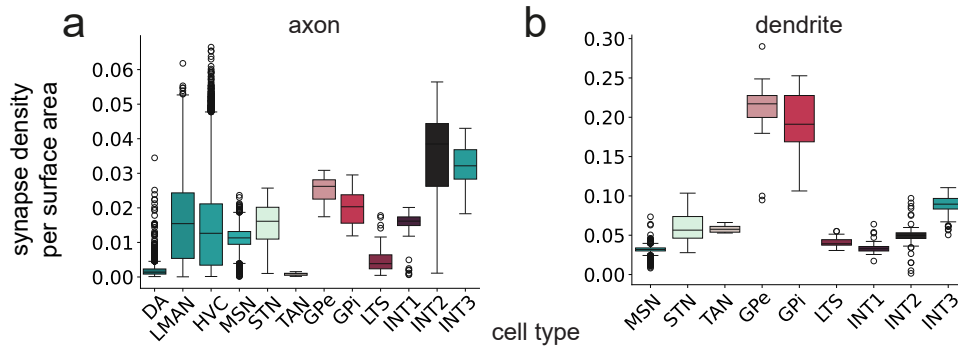 a
axon
b
dendrite
synapse density
per surface area
0.06
0.05
0.04
0.03
0.02
0.01
0.00
DA
LMAN
HVC
MSN
STN
TAN
GPe
GPi
LTS
INT1
INT2
INT3
0.30
0.25
0.20
0.15
0.10
0.05
0.00
MSN
STN
TAN
GPe
GPi
LTS
INT1
INT2
INT3
cell type